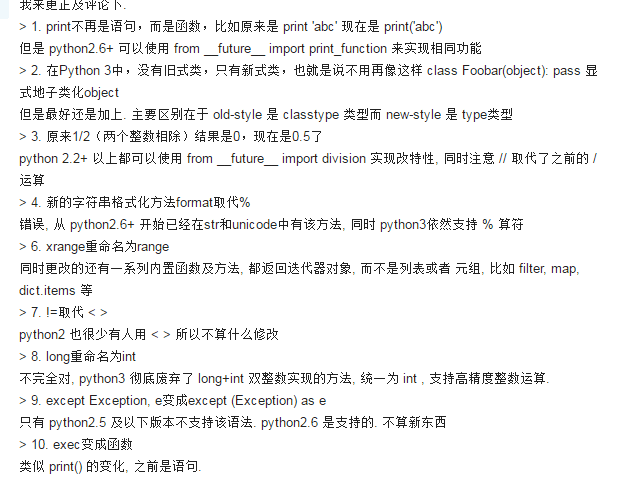 我来更正及评论下.
> 1. print不再是语句，而是函数，比如原来是 print 'abc' 现在是 print('abc')
但是 python2.6+ 可以使用 from __future__ import print_function 来实现相同功能
> 2. 在Python 3中，没有旧式类，只有新式类，也就是说不用再像这样 class Foobar(object): pass 显
式地子类化object
但是最好还是加上. 主要区别在于 old-style 是 classtype 类型而 new-style 是 type类型
> 3. 原来1/2（两个整数相除）结果是0，现在是0.5了
python 2.2+ 以上都可以使用 from __future__ import division 实现改特性, 同时注意 // 取代了之前的 /
运算
> 4. 新的字符串格式化方法format取代%
错误, 从 python2.6+ 开始已经在str和unicode中有该方法, 同时 python3依然支持 % 算符
> 6. xrange重命名为range
同时更改的还有一系列内置函数及方法, 都返回迭代器对象, 而不是列表或者 元组, 比如 filter, map,
dict.items 等
> 7. !=取代 < >
python2 也很少有人用 < > 所以不算什么修改
> 8. long重命名为int
不完全对, python3 彻底废弃了 long+int 双整数实现的方法, 统一为 int , 支持高精度整数运算.
> 9. except Exception, e变成except (Exception) as e
只有 python2.5 及以下版本不支持该语法. python2.6 是支持的. 不算新东西
> 10. exec变成函数
类似 print() 的变化, 之前是语句.